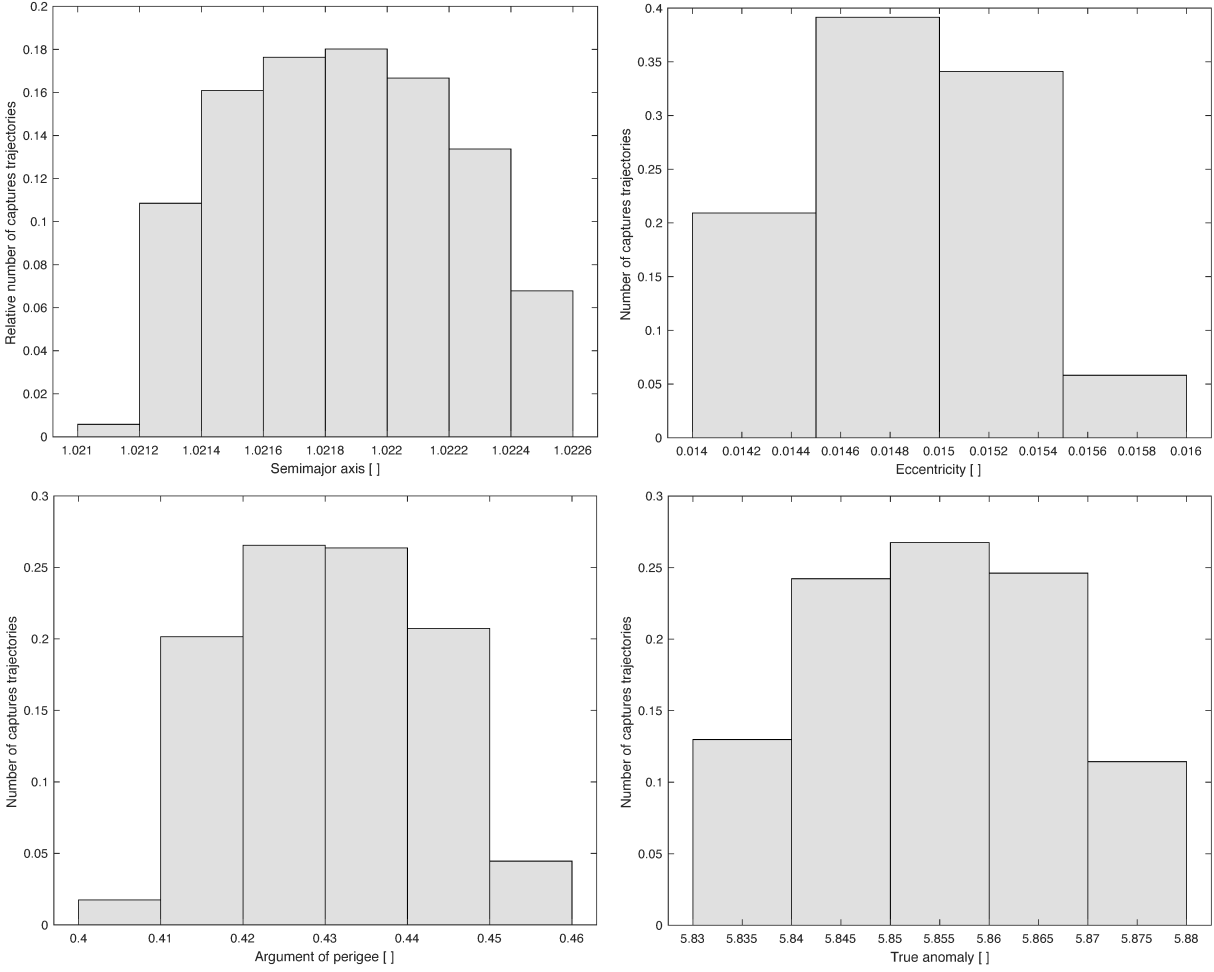 Relative number of captures trajectories
0.2
0.18
0.16
0.14
0.12
0.1
0.08
0.06
0.04
0.02
0
1.021 1.0212 1.0214 1.0216 1.0218 1.022 1.0222 1.0224 1.0226
Semimajor axis [ ]
Number of captures trajectories
0.4
0.35
0.3
0.25
0.2
0.15
0.1
0.05
0
0.014 0.0142 0.0144 0.0146 0.0148 0.015 0.0152 0.0154 0.0156 0.0158 0.016
Eccentricity [ ]
Number of captures trajectories
0.3
0.25
0.2
0.15
0.1
0.05
0
0.4 0.41 0.42 0.43 0.44 0.45 0.46
Argument of perigee [ ]
Number of captures trajectories
0.3
0.25
0.2
0.15
0.1
0.05
0
5.83 5.835 5.84 5.845 5.85 5.855 5.86 5.865 5.87 5.875 5.88
True anomaly [ ]